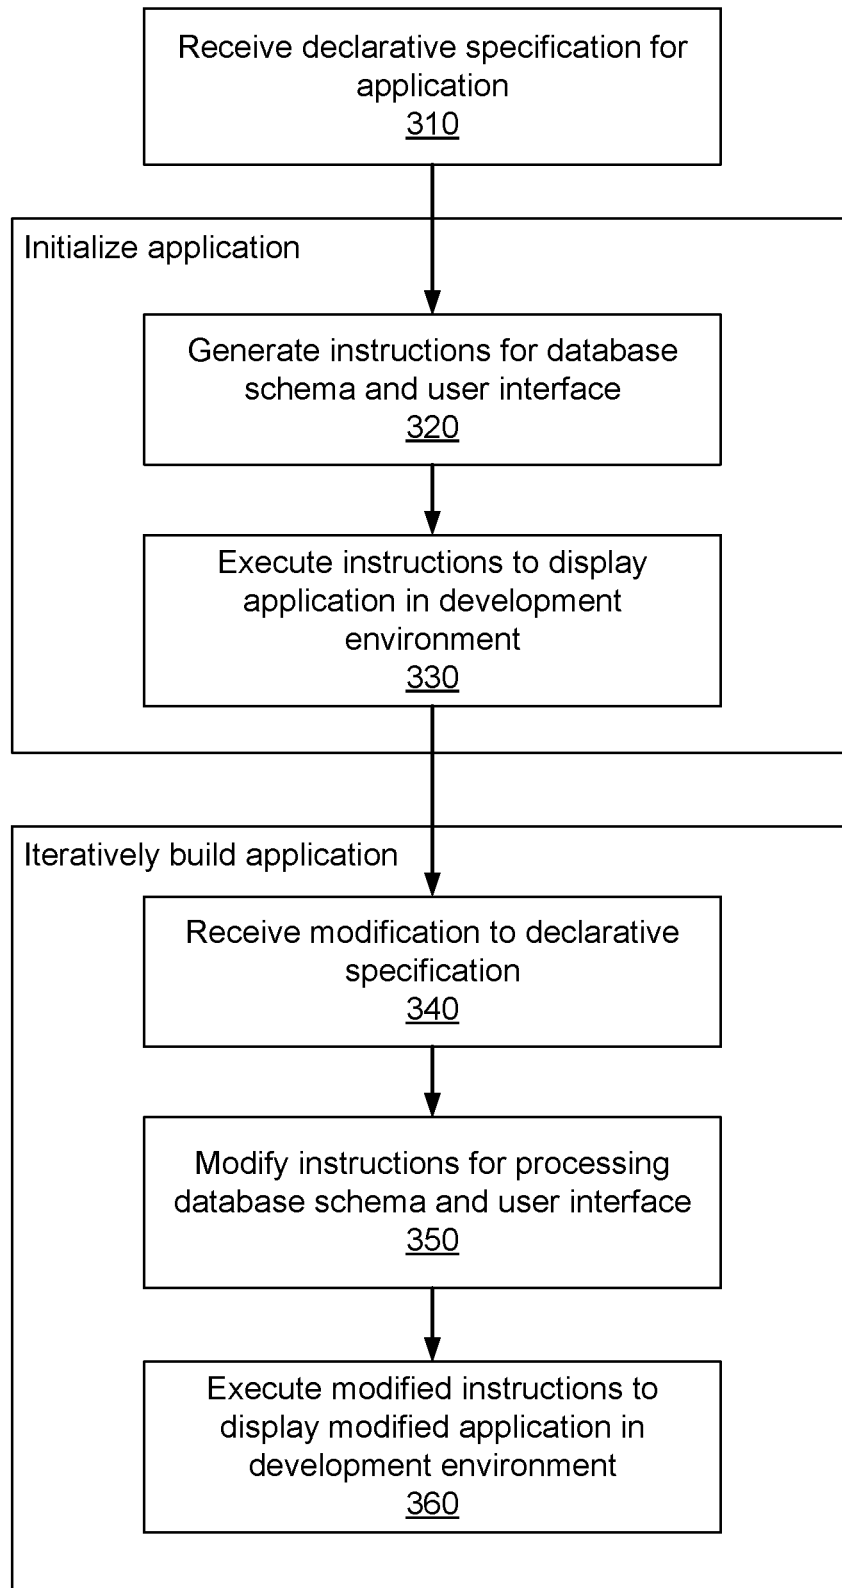 Receive declarative specification for
application
310
Initialize application
Generate instructions for database
schema and user interface
320
Execute instructions to display
application in development
environment
330
Iteratively build application
Receive modification to declarative
specification
340
Modify instructions for processing
database schema and user interface
350
Execute modified instructions to
display modified application in
development environment
360